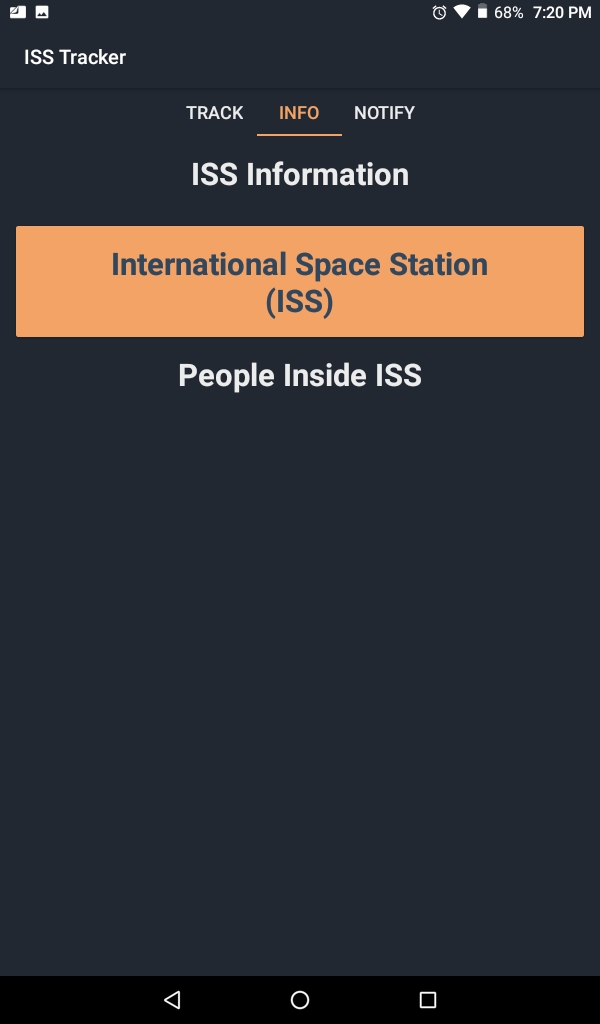 68% 7:20 PM
ISS Tracker
TRACK INFO NOTIFY
ISS Information
International Space Station
(ISS)
People Inside ISS